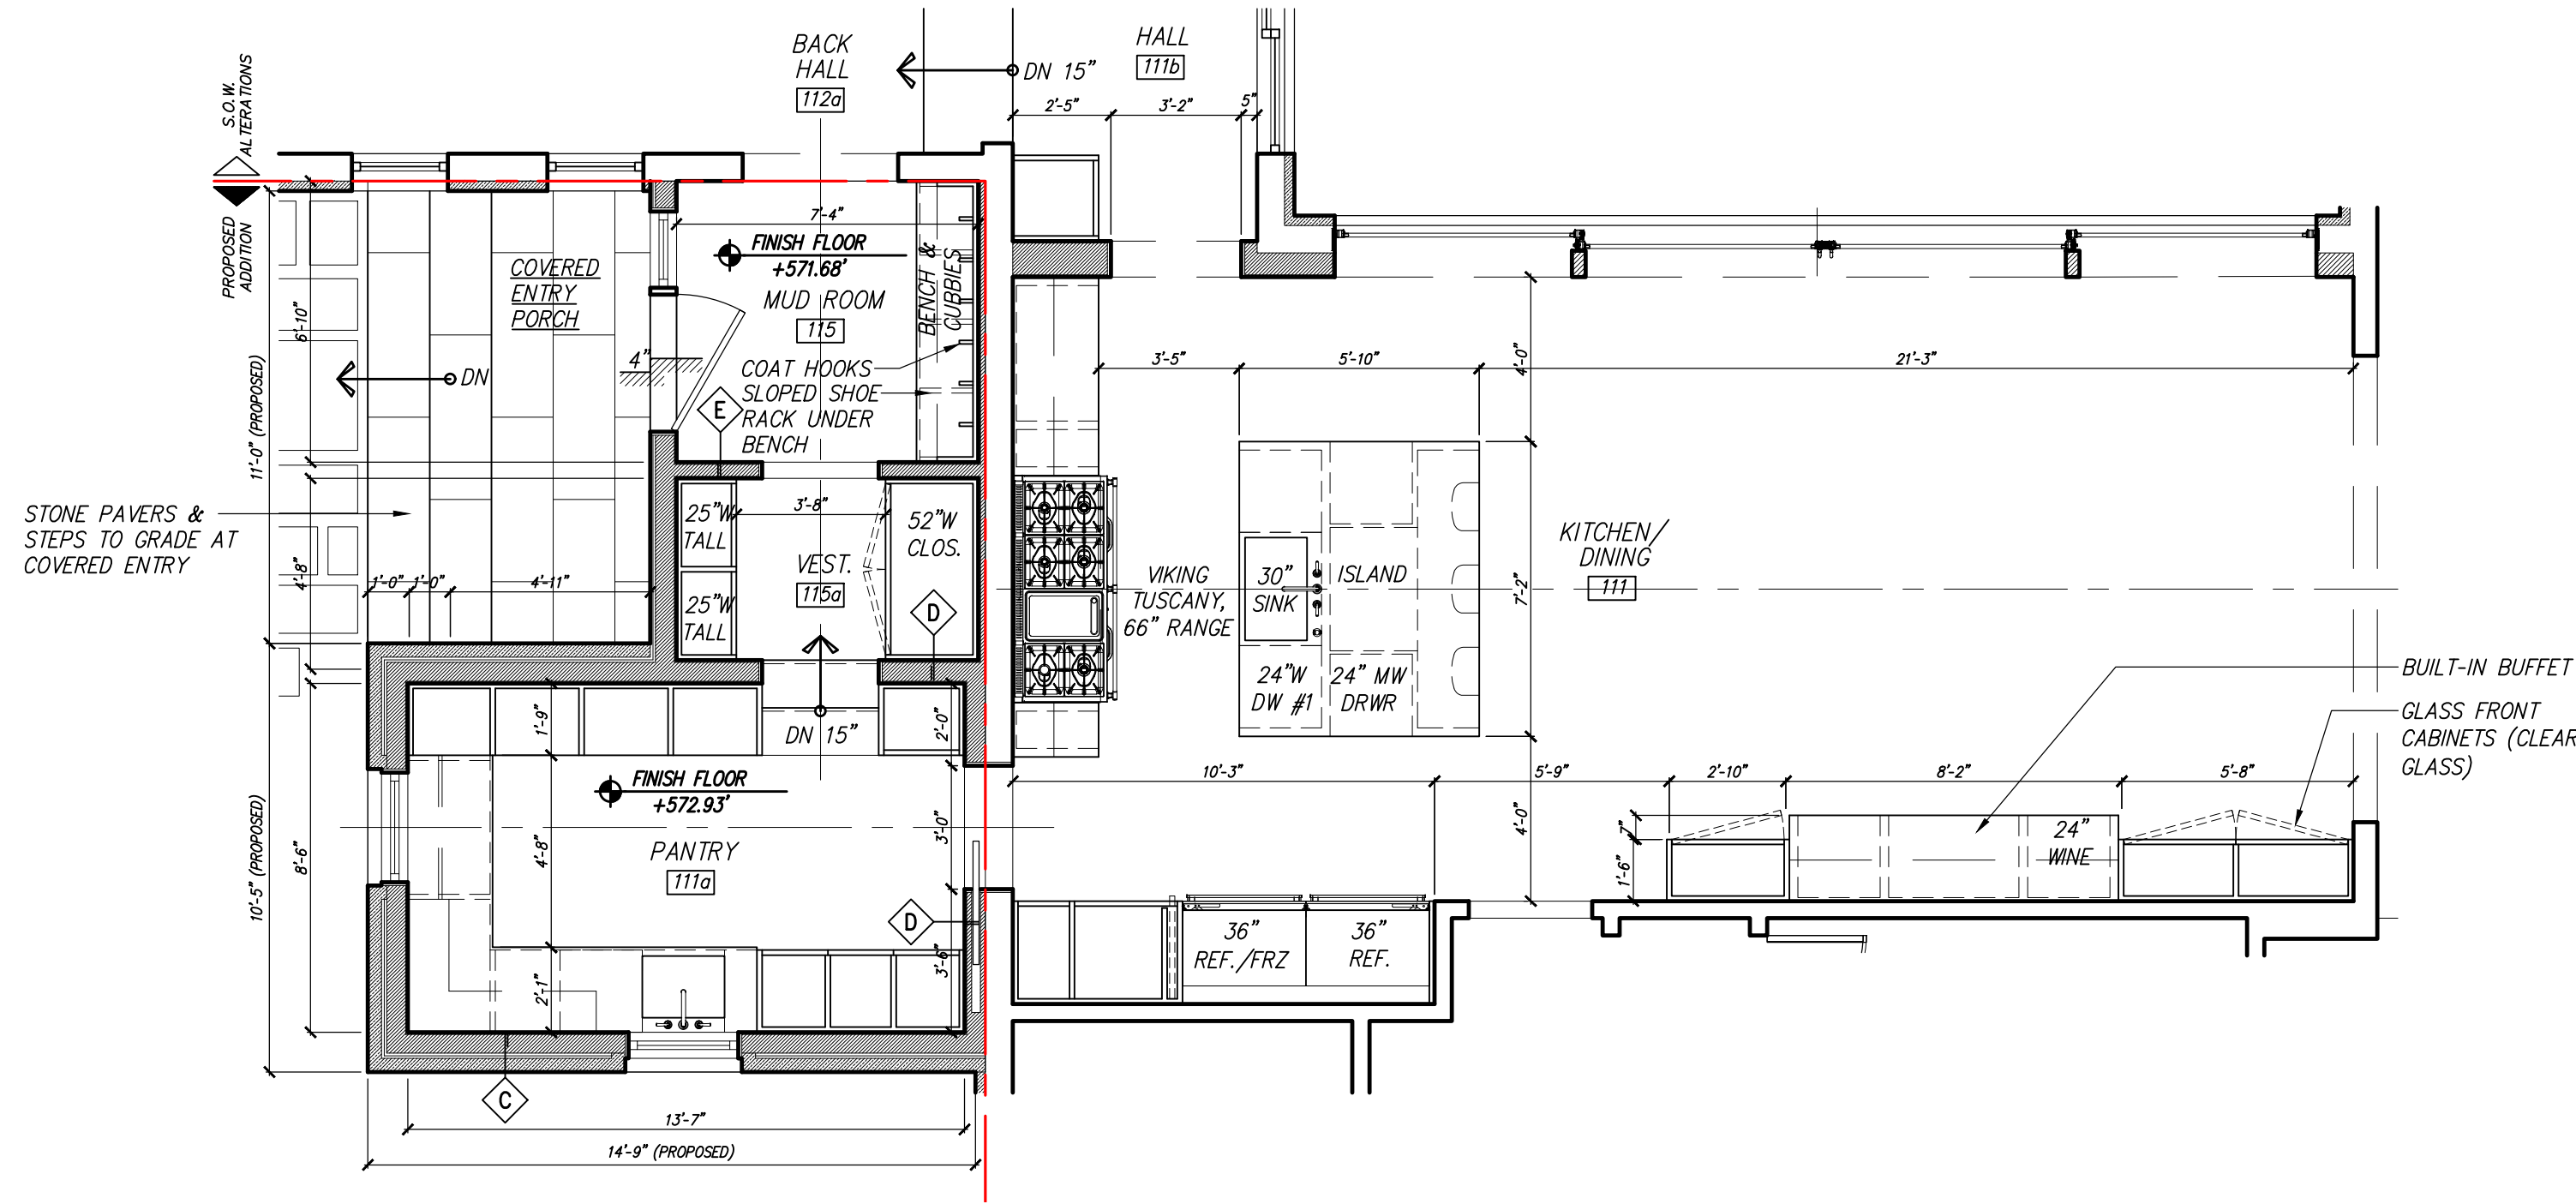 S.O.W.
ALTERATIONS
PROPOSED
ADDITION
BACK
HALL
112a
DN 15"
HALL
111b
2'-5"
3'-2"
5"
7'-4"
FINISH FLOOR
+571.68'
MUD ROOM
115
BENCH &
CUBBIES
COVERED
ENTRY
PORCH
4"
DN
COAT HOOKS
SLOPED SHOE
RACK UNDER
BENCH
E
6'-10"
11'-0" (PROPOSED)
4'-8"
STONE PAVERS &
STEPS TO GRADE AT
COVERED ENTRY
1'-0"
1'-0"
4'-11"
25"W
TALL
25"W
TALL
3'-8"
52"W
CLOS.
VEST.
115a
D
DN 15"
1'-9"
2'-0"
FINISH FLOOR
+572.93'
PANTRY
111a
4'-8"
3'-0"
D
3'-6"
2'-1"
8'-6"
10'-5" (PROPOSED)
C
13'-7"
14'-9" (PROPOSED)
3'-5"
5'-10"
21'-3"
4'-0"
7'-2"
4'-0"
VIKING
TUSCANY,
66" RANGE
30"
SINK
ISLAND
24"W
DW #1
24" MW
DRWR
KITCHEN/
DINING
111
10'-3"
5'-9"
2'-10"
8'-2"
5'-8"
7"
1'-6"
24"
WINE
36"
REF./FRZ
36"
REF.
BUILT-IN BUFFET
GLASS FRONT
CABINETS (CLEAR
GLASS)